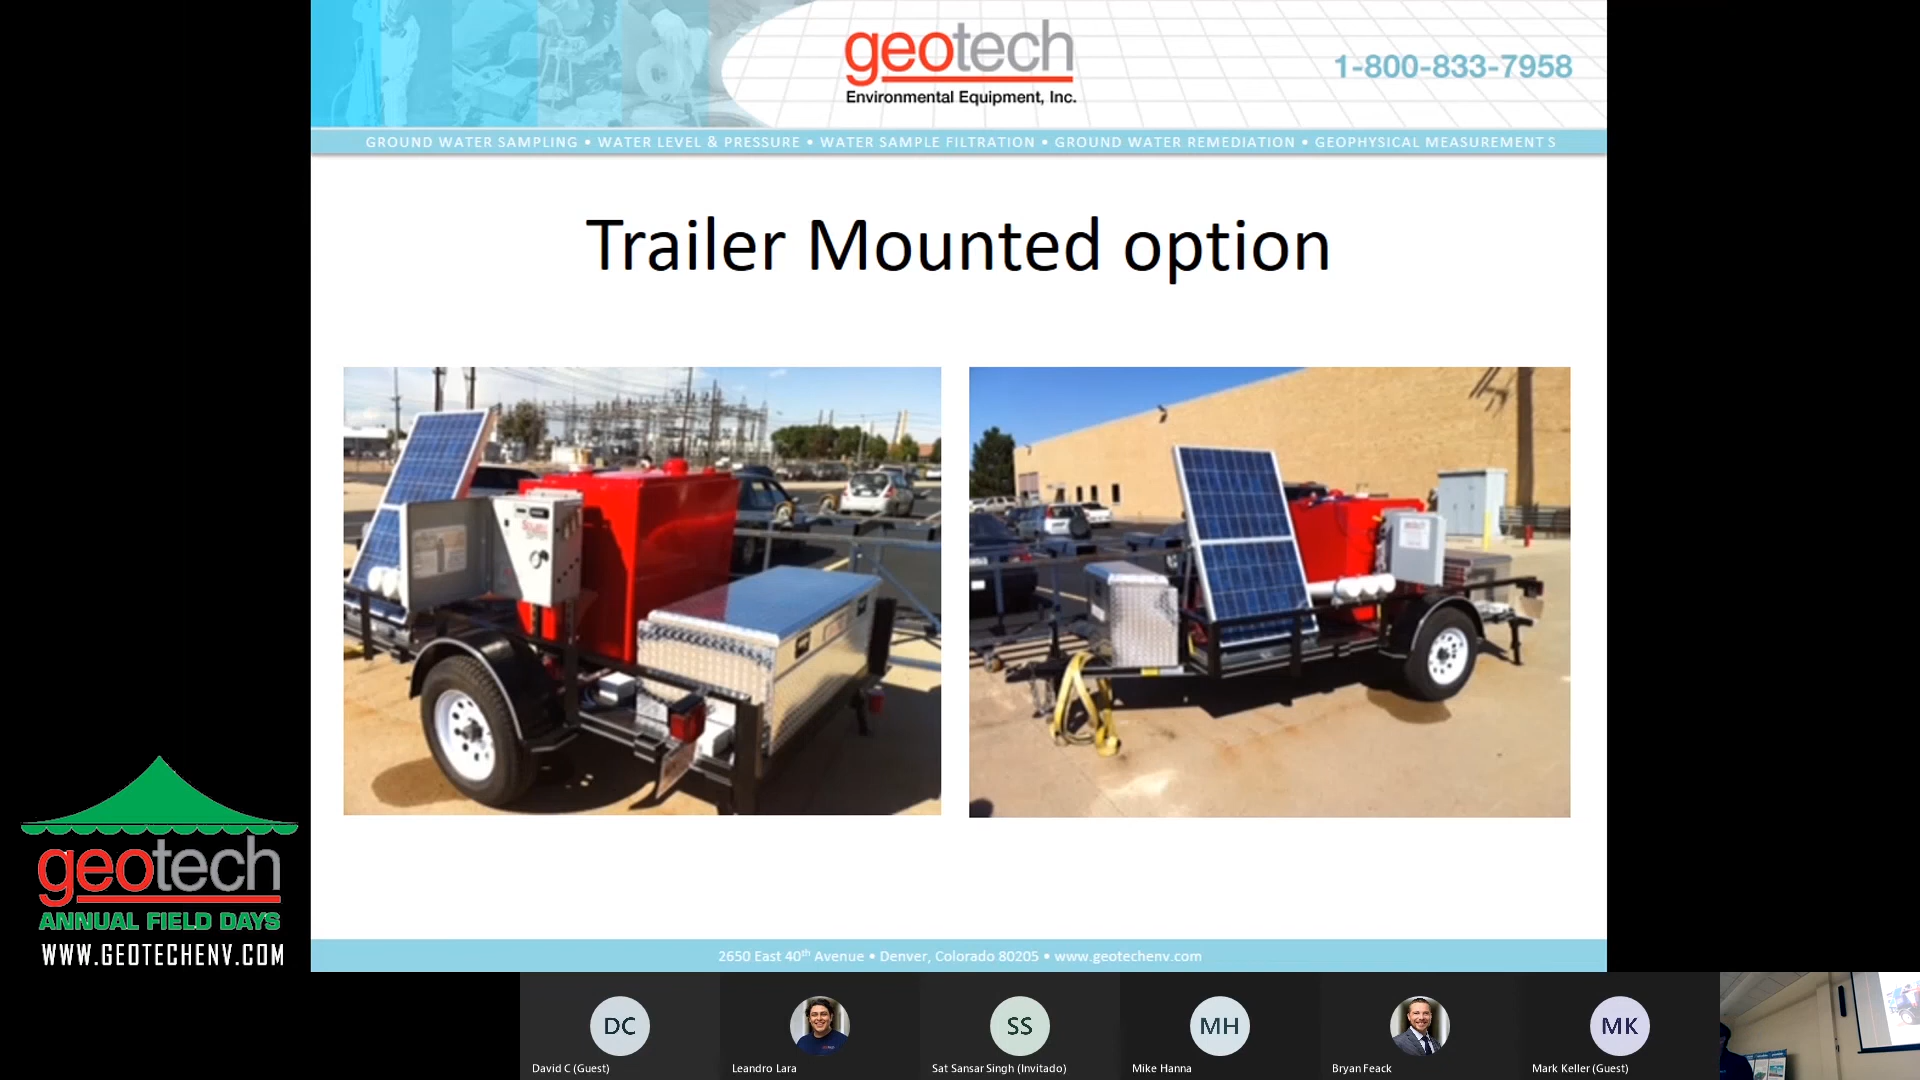 geotech
Environmental Equipment, Inc.
1-800-833-7958
GROUND WATER SAMPLING • WATER LEVEL & PRESSURE • WATER SAMPLE FILTRATION • GROUND WATER REMEDIATION • GEOPHYSICAL MEASUREMENTS
Trailer Mounted option
geotech
ANNUAL FIELD DAYS
WWW.GEOTECHENV.COM
2650 East 40th Avenue • Denver, Colorado 80205 • www.geotechenv.com
DC
SS
MH
MK
David C (Guest)
Leandro Lara
Sat Sansar Singh (Invitado)
Mike Hanna
Bryan Feack
Mark Keller (Guest)